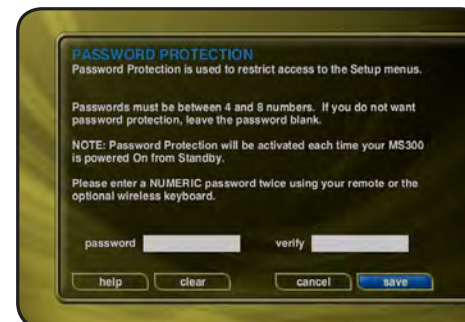 PASSWORD PROTECTION
Password Protection is used to restrict access to the Setup menus.
Passwords must be between 4 and 8 numbers. If you do not want
password protection, leave the password blank.
NOTE: Password Protection will be activated each time your MS300
is powered On from Standby.
Please enter a NUMERIC password twice using your remote or the
optional wireless keyboard.
password verify
help clear cancel save